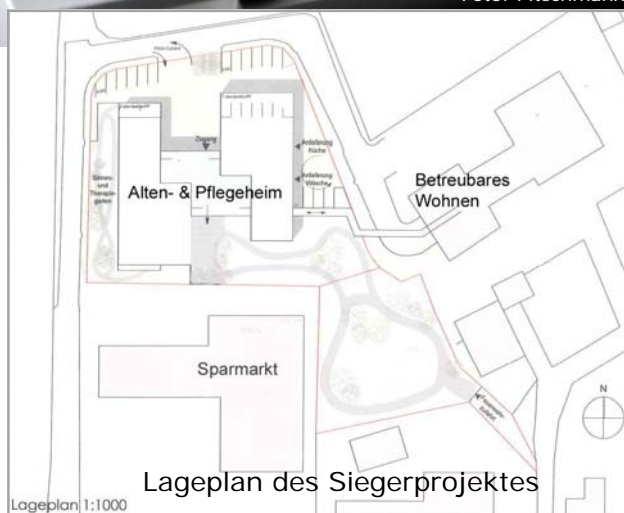 Zugang
Anlieferung
Küche
Sinnes-
und
Therapie-
garten
Alten- & Pflegeheim
Anlieferung
Wäsche
Betreubares
Wohnen
Sparmarkt
N
Lageplan des Siegerprojektes
Lageplan 1:1000